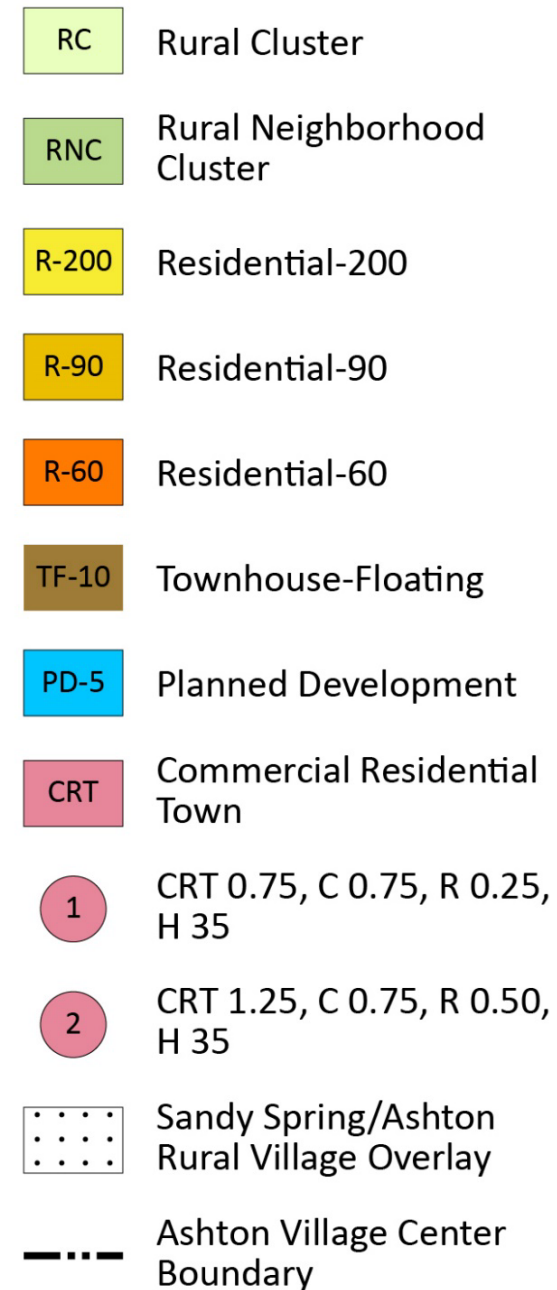 RC Rural Cluster
RNC Rural Neighborhood
Cluster
R-200 Residential-200
R-90 Residential-90
R-60 Residential-60
TF-10 Townhouse-Floating
PD-5 Planned Development
CRT Commercial Residential
Town
1 CRT 0.75, C 0.75, R 0.25,
H 35
2 CRT 1.25, C 0.75, R 0.50,
H 35
Sandy Spring/Ashton
Rural Village Overlay
Ashton Village Center
Boundary